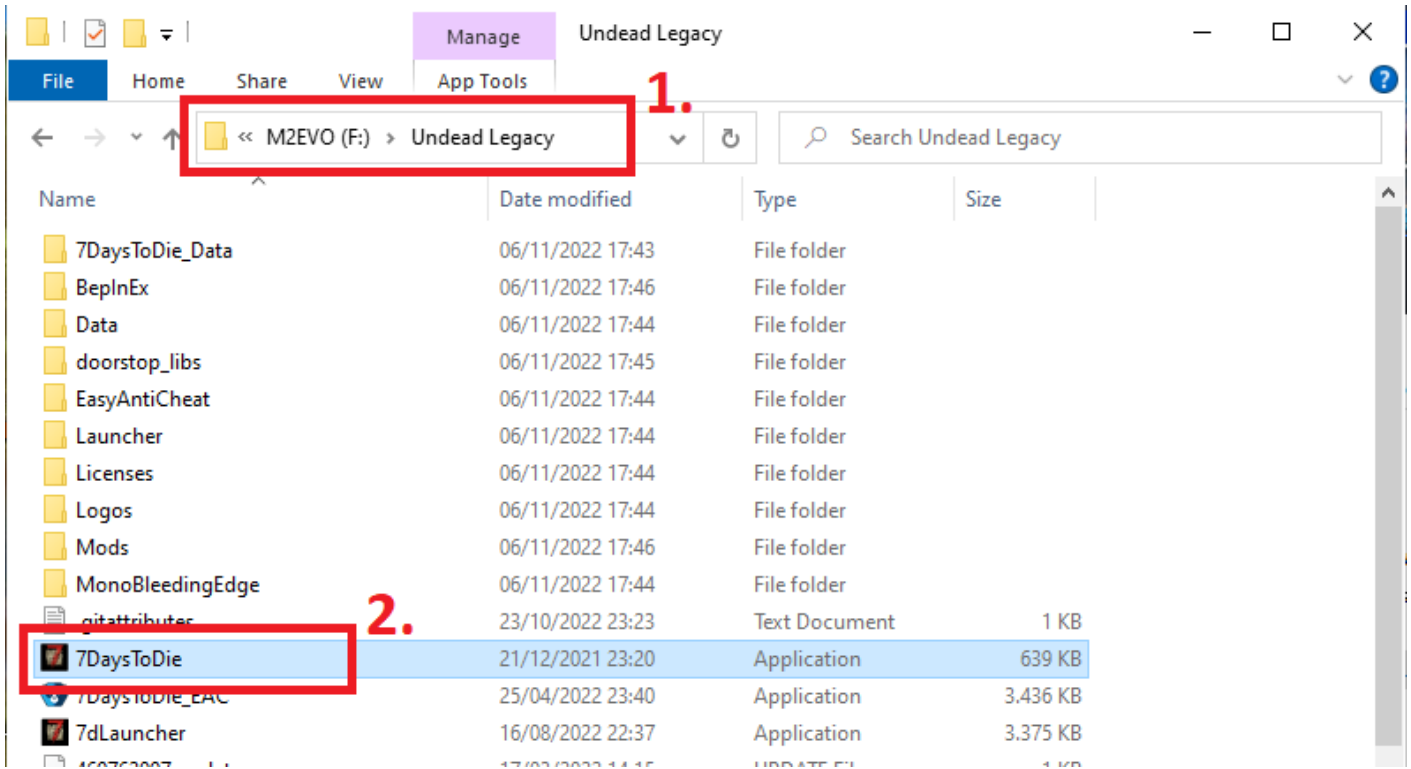 Manage Undead Legacy
File Home Share View App Tools
1.
« M2EVO (F:) › Undead Legacy Search Undead Legacy
Name Date modified Type Size
7DaysToDie_Data 06/11/2022 17:43 File folder
BepInEx 06/11/2022 17:46 File folder
Data 06/11/2022 17:44 File folder
doorstop_libs 06/11/2022 17:45 File folder
EasyAntiCheat 06/11/2022 17:44 File folder
Launcher 06/11/2022 17:44 File folder
Licenses 06/11/2022 17:44 File folder
Logos 06/11/2022 17:44 File folder
Mods 06/11/2022 17:46 File folder
MonoBleedingEdge 06/11/2022 17:44 File folder
2.
.gitattributes 23/10/2022 23:23 Text Document 1 KB
7DaysToDie 21/12/2021 23:20 Application 639 KB
7DaysToDie_EAC 25/04/2022 23:40 Application 3.436 KB
7dLauncher 16/08/2022 22:37 Application 3.375 KB